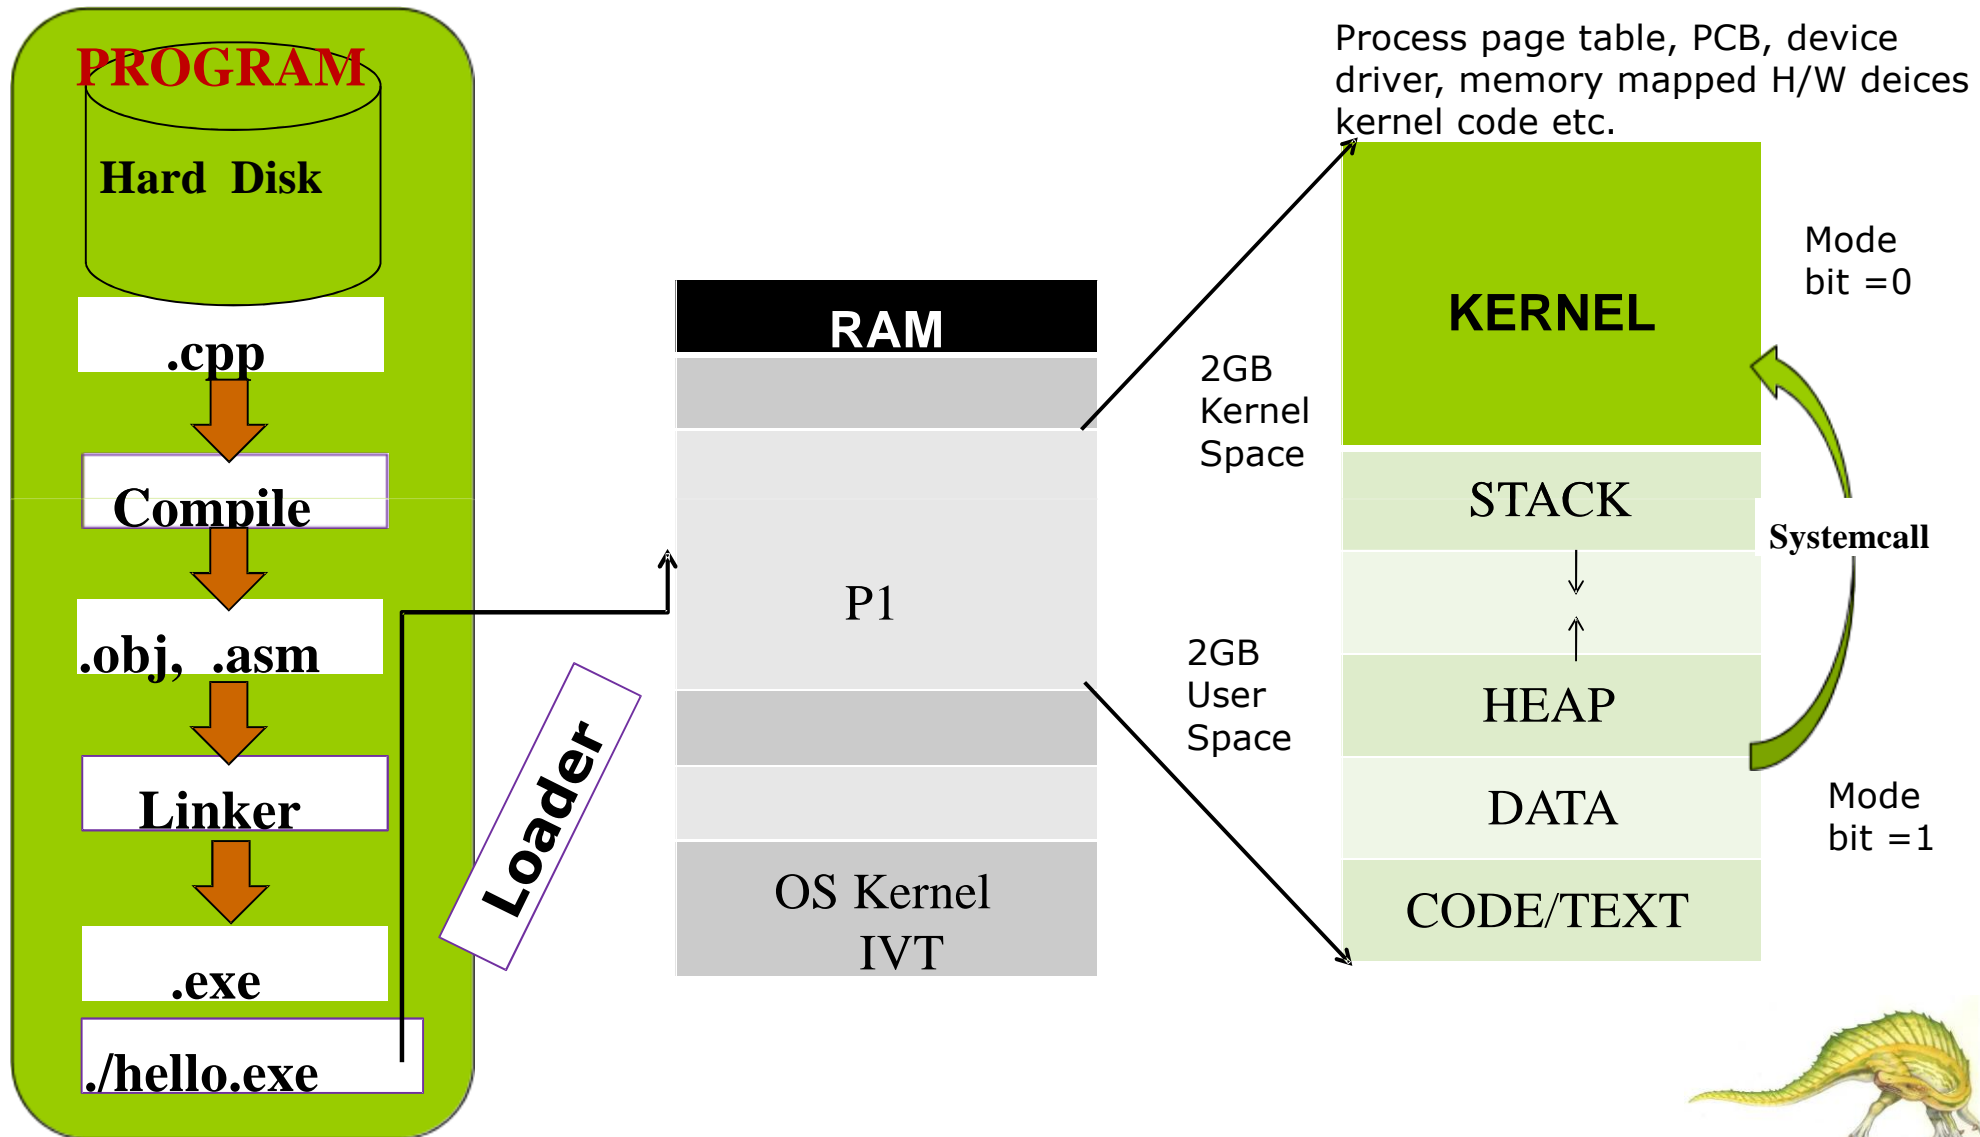 PROGRAM
Hard Disk
.cpp
Compile
.obj, .asm
Linker
.exe
./hello.exe
Loader
RAM
P1
OS Kernel
IVT
Process page table, PCB, device
driver, memory mapped H/W deices
kernel code etc.
2GB
Kernel
Space
2GB
User
Space
KERNEL
STACK
HEAP
DATA
CODE/TEXT
Mode
bit =0
Systemcall
Mode
bit =1